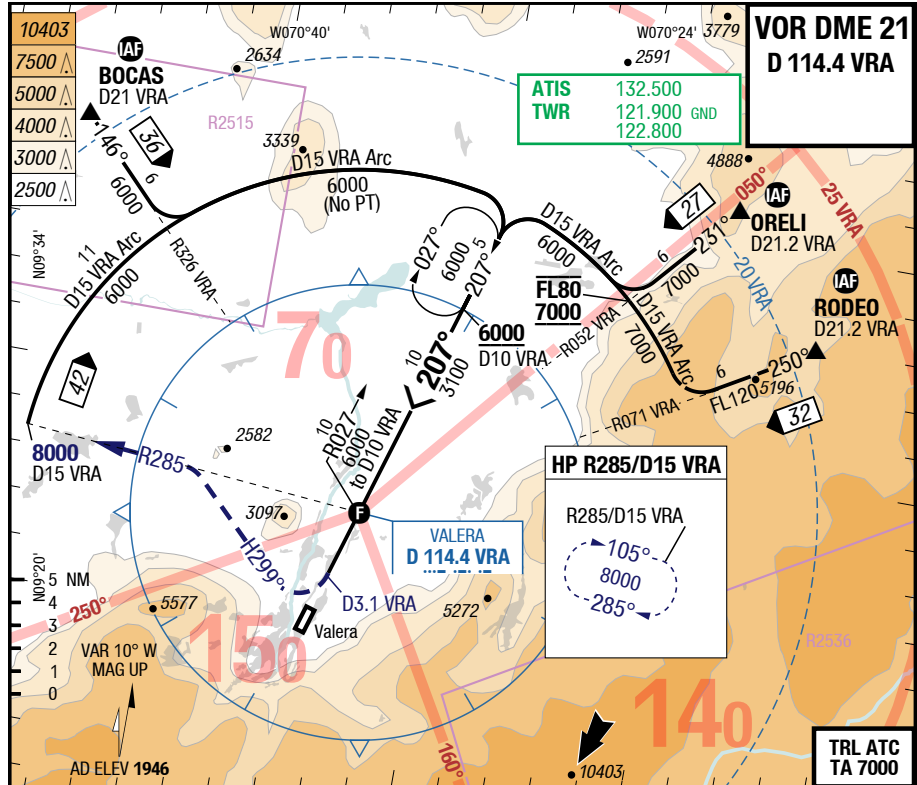 10403
7500
5000
4000
3000
2500
VOR DME 21
D 114.4 VRA
W070°40'
W070°24'
3779
2634
2591
IAF
BOCAS
D21 VRA
ATIS 132.500
TWR 121.900 GND
122.800
R2515
146°
36
6
6000
3339
D15 VRA Arc
6000
(No PT)
4888
050°
25 VRA
IAF
ORELI
D21.2 VRA
27
231°
6
7000
20 VRA
N09°34'
11
D15 VRA Arc
6000
R326 VRA
027°
6000
5
207°
D15 VRA Arc
6000
FL80
7000
R052 VRA
D15 VRA Arc
7000
IAF
RODEO
D21.2 VRA
6000
D10 VRA
70
10
207°
3100
6
250°
FL120
5196
R071 VRA
32
42
10
R027
6000
to D10 VRA
8000
D15 VRA
R285
2582
3097
H299°
F
HP R285/D15 VRA
R285/D15 VRA
105°
8000
285°
VALERA
D 114.4 VRA
N09°20'
5 NM
4
3
2
1
0
250°
5577
D3.1 VRA
Valera
5272
150
R2536
VAR 10° W
MAG UP
AD ELEV 1946
160°
140
10403
TRL ATC
TA 7000